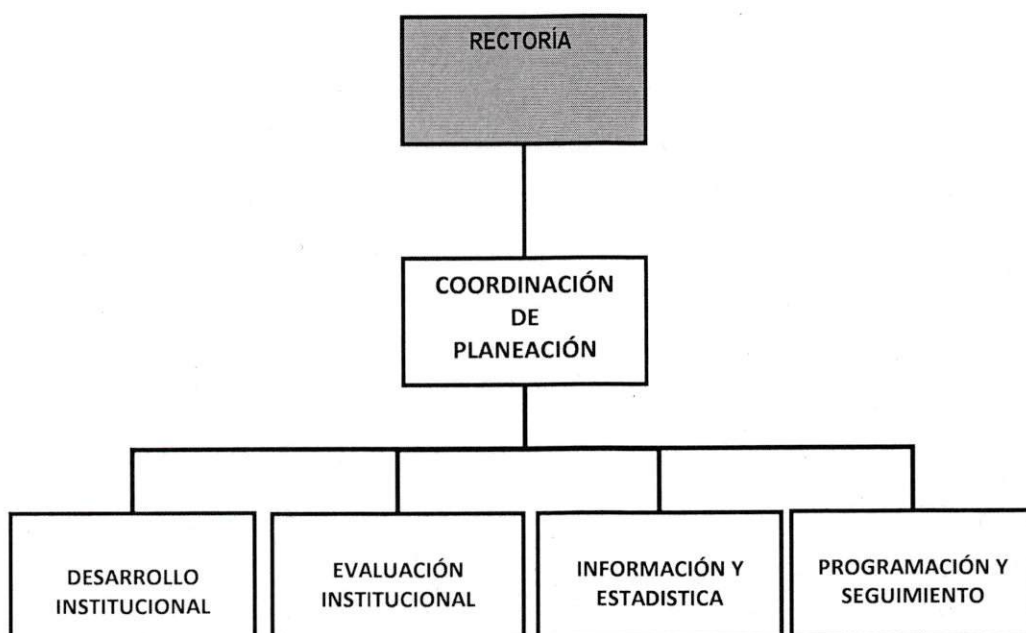 RECTORÍA
COORDINACIÓN
DE
PLANEACIÓN
DESARROLLO
INSTITUCIONAL
EVALUACIÓN
INSTITUCIONAL
INFORMACIÓN Y
ESTADISTICA
PROGRAMACIÓN Y
SEGUIMIENTO